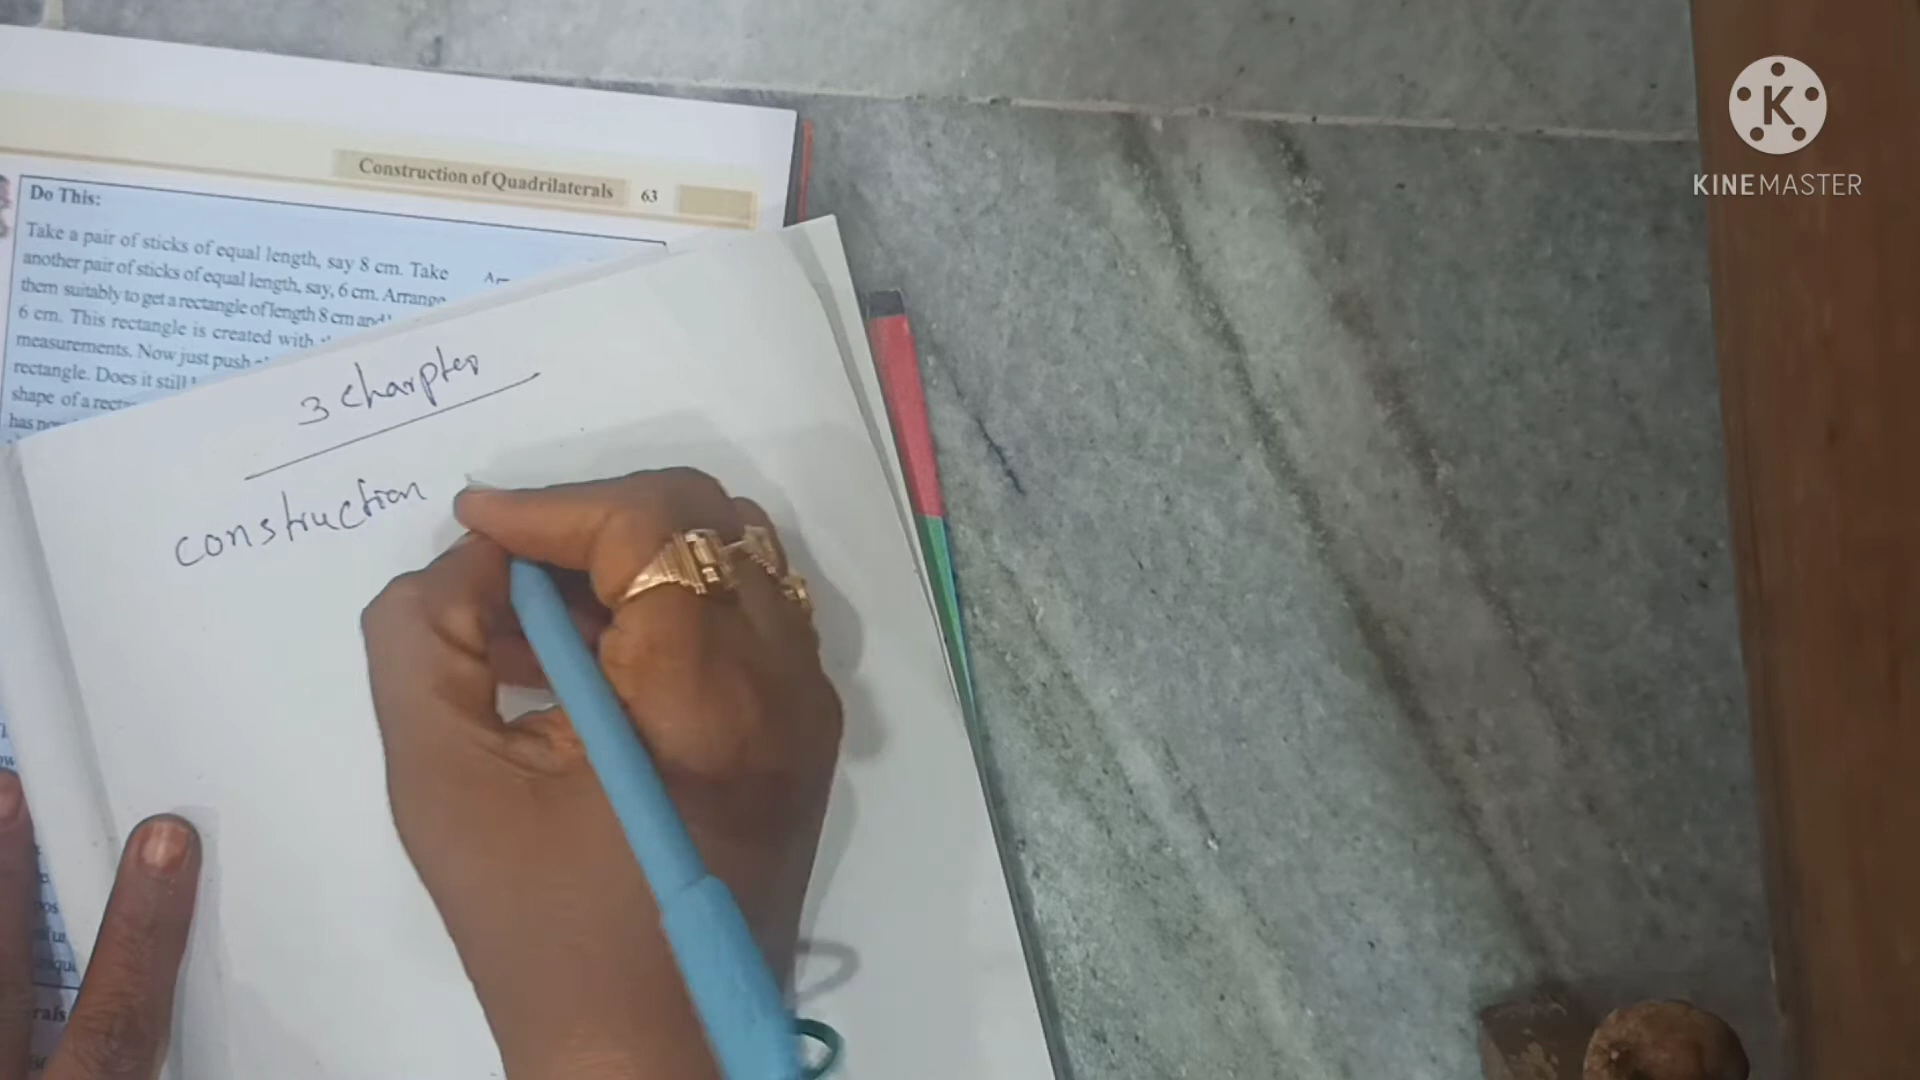 Construction of Quadrilaterals 63
Do This:
Take a pair of sticks of equal length, say 8 cm. Take
another pair of sticks of equal length, say, 6 cm. Arrange
them suitably to get a rectangle of length 8 cm and
6 cm. This rectangle is created with
measurements. Now just push
rectangle. Does it still
shape of a
has
3 charpter
construction
KINEMASTER